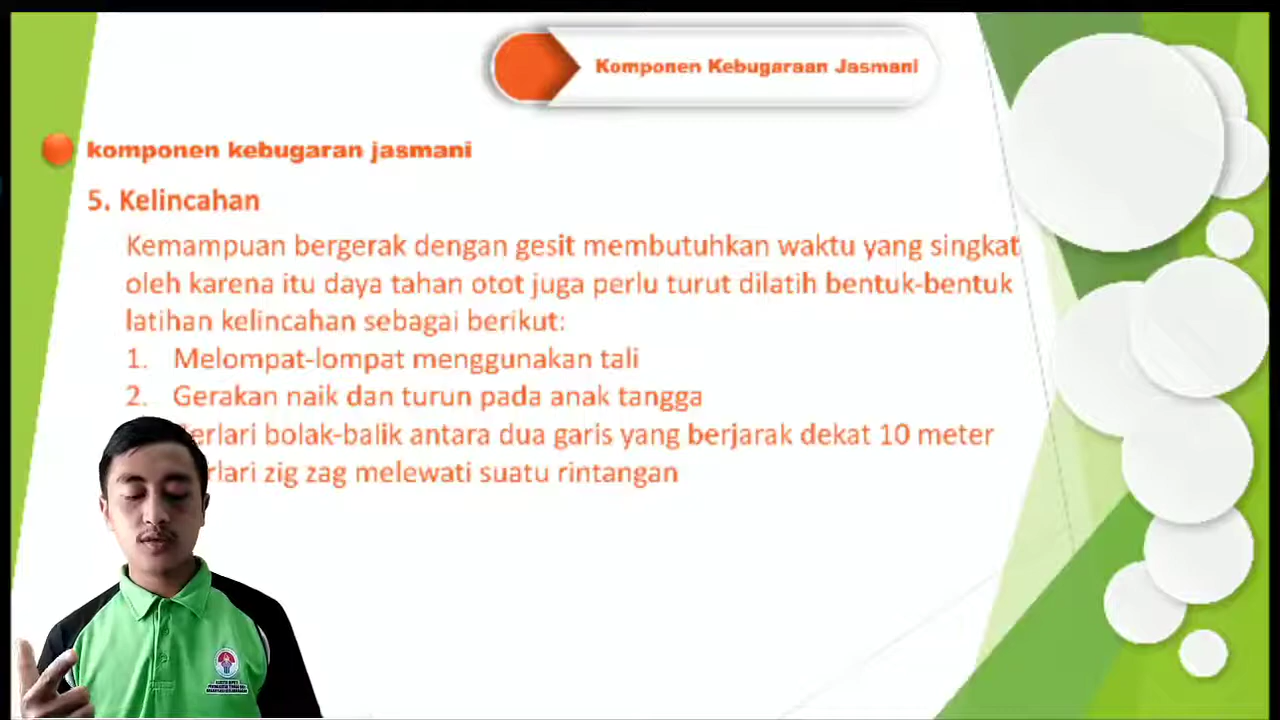 Komponen Kebugaraan Jasmani
komponen kebugaran jasmani
5. Kelincahan
Kemampuan bergerak dengan gesit membutuhkan waktu yang singkat
oleh karena itu daya tahan otot juga perlu turut dilatih bentuk-bentuk
latihan kelincahan sebagai berikut:
1. Melompat-lompat menggunakan tali
2. Gerakan naik dan turun pada anak tangga
bolak-balik antara dua garis yang berjarak dekat 10 meter
zig zag melewati suatu rintangan